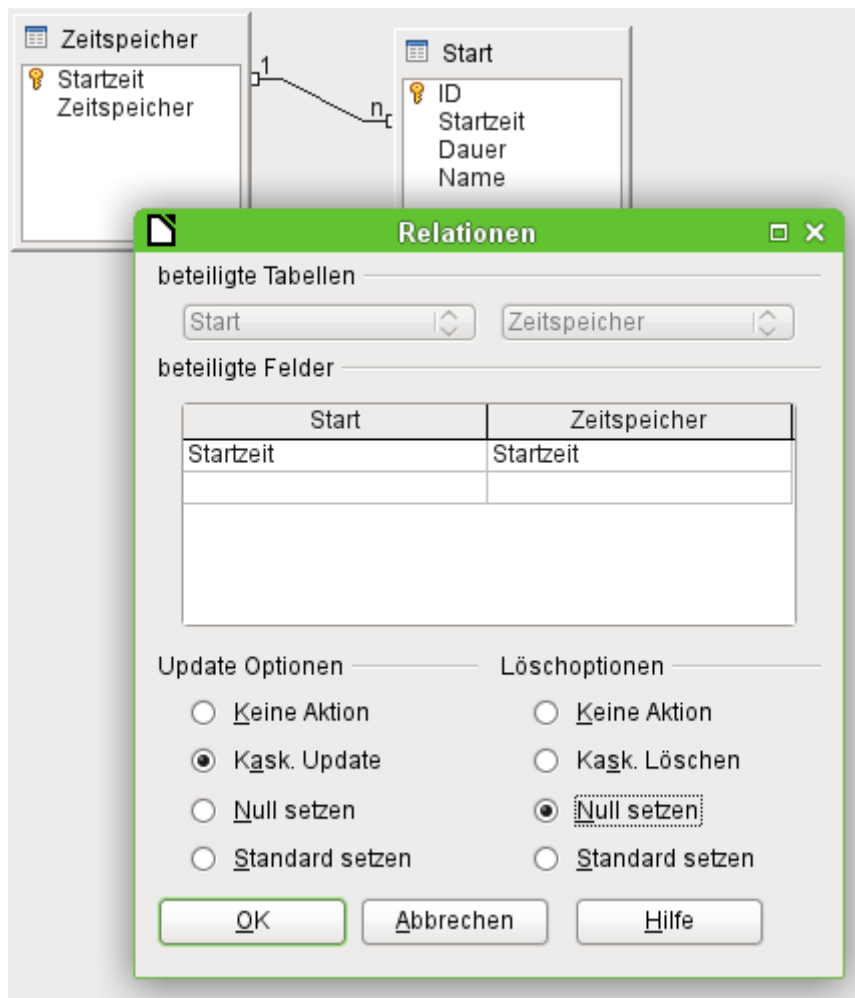 Zeitspeicher
Startzeit
Zeitspeicher
1
n
Start
ID
Startzeit
Dauer
Name
Relationen
beteiligte Tabellen
Start
Zeitspeicher
beteiligte Felder
Start Zeitspeicher
Startzeit Startzeit
Update Optionen Löschoptionen
Keine Aktion Keine Aktion
Kask. Update Kask. Löschen
Null setzen Null setzen
Standard setzen Standard setzen
OK Abbrechen Hilfe